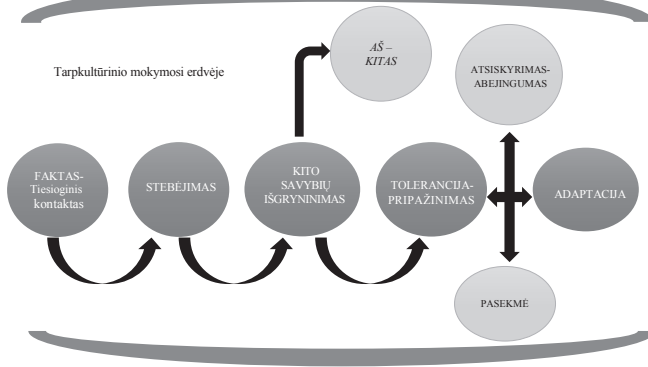 Tarpkultūrinio mokymosi erdvėje
AŠ –
KITAS
ATSISKYRIMAS-
ABEJINGUMAS
FAKTAS-
Tiesioginis
kontaktas
STEBĖJIMAS
KITO
SAVYBIŲ
IŠGRYNINIMAS
TOLERANCIJA-
PRIPAŽINIMAS
ADAPTACIJA
PASEKMĖ